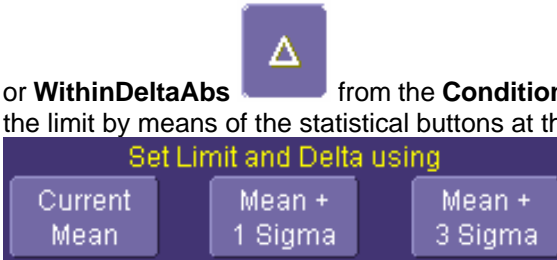 Δ
or WithinDeltaAbs from the Condition
the limit by means of the statistical buttons at th
Set Limit and Delta using
Current Mean + Mean +
Mean 1 Sigma 3 Sigma